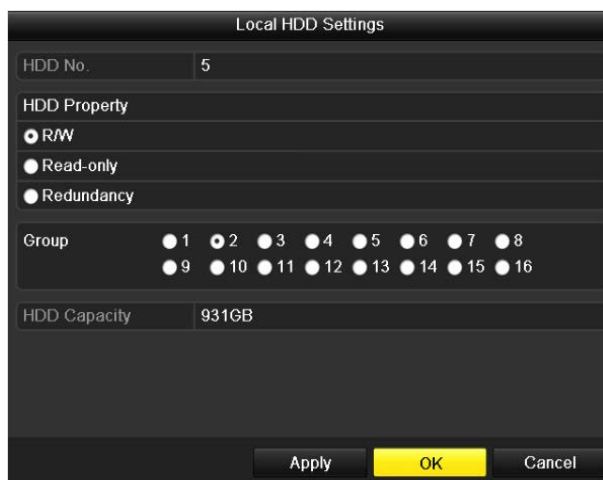 Local HDD Settings
HDD No. 5
HDD Property
R/W
Read-only
Redundancy
Group 1 2 3 4 5 6 7 8
9 10 11 12 13 14 15 16
HDD Capacity 931GB
Apply OK Cancel